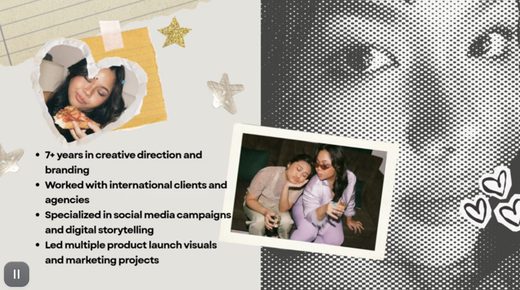 • 7+ years in creative direction and
branding
• Worked with international clients and
agencies
• Specialized in social media campaigns
and digital storytelling
• Led multiple product launch visuals
and marketing projects